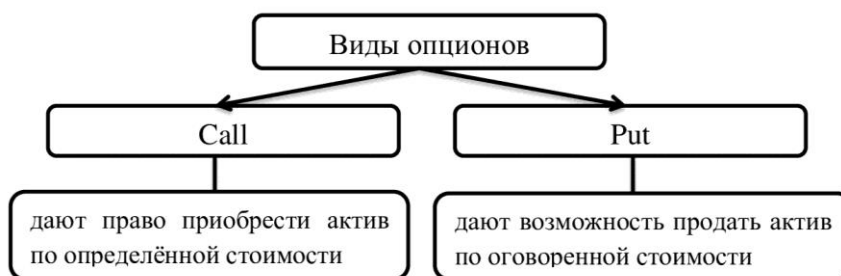 Виды опционов
Call
Put
дают право приобрести актив
по определённой стоимости
дают возможность продать актив
по оговоренной стоимости